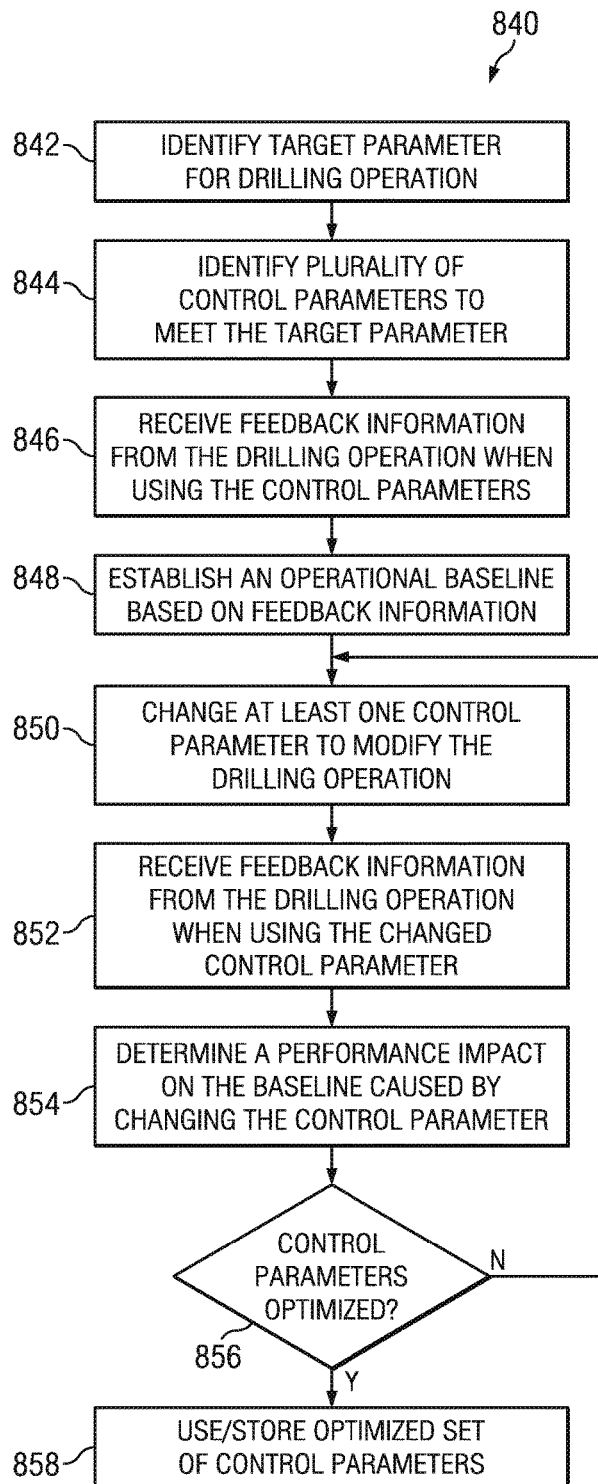 840
842
IDENTIFY TARGET PARAMETER
FOR DRILLING OPERATION
844
IDENTIFY PLURALITY OF
CONTROL PARAMETERS TO
MEET THE TARGET PARAMETER
846
RECEIVE FEEDBACK INFORMATION
FROM THE DRILLING OPERATION WHEN
USING THE CONTROL PARAMETERS
848
ESTABLISH AN OPERATIONAL BASELINE
BASED ON FEEDBACK INFORMATION
850
CHANGE AT LEAST ONE CONTROL
PARAMETER TO MODIFY THE
DRILLING OPERATION
852
RECEIVE FEEDBACK INFORMATION
FROM THE DRILLING OPERATION
WHEN USING THE CHANGED
CONTROL PARAMETER
854
DETERMINE A PERFORMANCE IMPACT
ON THE BASELINE CAUSED BY
CHANGING THE CONTROL PARAMETER
CONTROL
PARAMETERS
OPTIMIZED?
N
856
Y
858
USE/STORE OPTIMIZED SET
OF CONTROL PARAMETERS